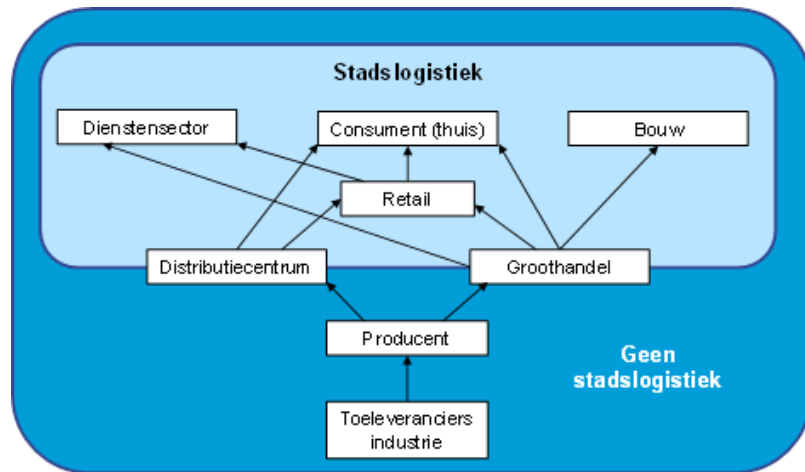 Stadslogistiek
Dienstensector
Consument (thuis)
Bouw
Retail
Distributiecentrum
Groothandel
Producent
Geen
stadslogistiek
Toeleveranciers
industrie